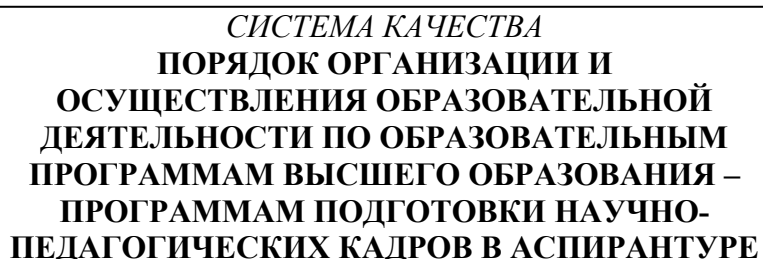 СИСТЕМА КАЧЕСТВА
ПОРЯДОК ОРГАНИЗАЦИИ И
ОСУЩЕСТВЛЕНИЯ ОБРАЗОВАТЕЛЬНОЙ
ДЕЯТЕЛЬНОСТИ ПО ОБРАЗОВАТЕЛЬНЫМ
ПРОГРАММАМ ВЫСШЕГО ОБРАЗОВАНИЯ –
ПРОГРАММАМ ПОДГОТОВКИ НАУЧНО-
ПЕДАГОГИЧЕСКИХ КАДРОВ В АСПИРАНТУРЕ